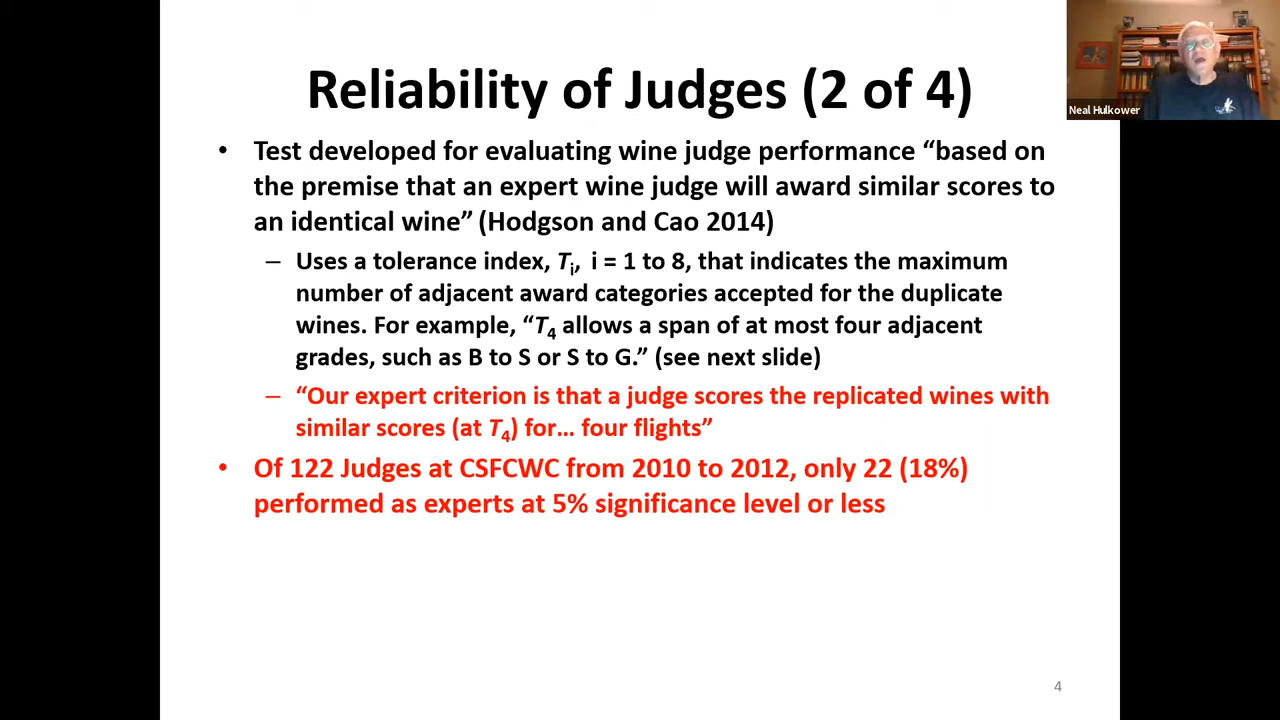 Reliability of Judges (2 of 4)
• Test developed for evaluating wine judge performance “based on
the premise that an expert wine judge will award similar scores to
an identical wine” (Hodgson and Cao 2014)
– Uses a tolerance index, Ti, i = 1 to 8, that indicates the maximum
number of adjacent award categories accepted for the duplicate
wines. For example, “T4 allows a span of at most four adjacent
grades, such as B to S or S to G.” (see next slide)
– “Our expert criterion is that a judge scores the replicated wines with
similar scores (at T4) for… four flights”
• Of 122 Judges at CSFCWC from 2010 to 2012, only 22 (18%)
performed as experts at 5% significance level or less
4
Neal Hulkower